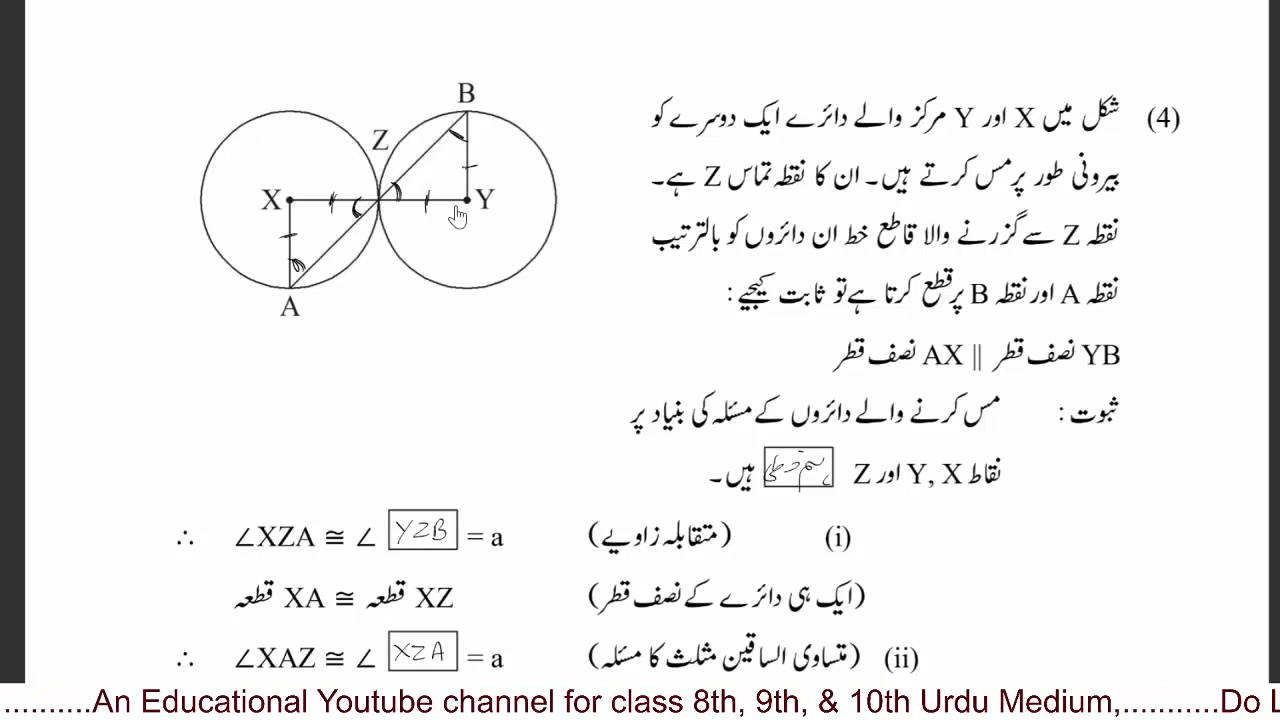 B
Z
X
Y
A
(4) شکل میں X اور Y مرکز والے دائرے ایک دوسرے کو
بیرونی طور پر مس کرتے ہیں۔ ان کا نقطہ تماس Z ہے۔
نقطہ Z سے گزرنے والا قاطع خط ان دائروں کو بالترتیب
نقطہ A اور نقطہ B پر قطع کرتا ہے تو ثابت کیجیے :
نصف قطر AX || نصف قطر YB
ثبوت : مس کرنے والے دائروں کے مسئلہ کی بنیاد پر
نقاط Y, X اور Z ہم خطی ہیں۔
∴ ∠XZA ≅ ∠ YZB = a (متقابلہ زاویے) (i)
قطعہ XA ≅ قطعہ XZ (ایک ہی دائرے کے نصف قطر)
∴ ∠XAZ ≅ ∠ XZA = a (متساوی الساقین مثلث کا مسئلہ) (ii)
..........An Educational Youtube channel for class 8th, 9th, & 10th Urdu Medium,...........Do L